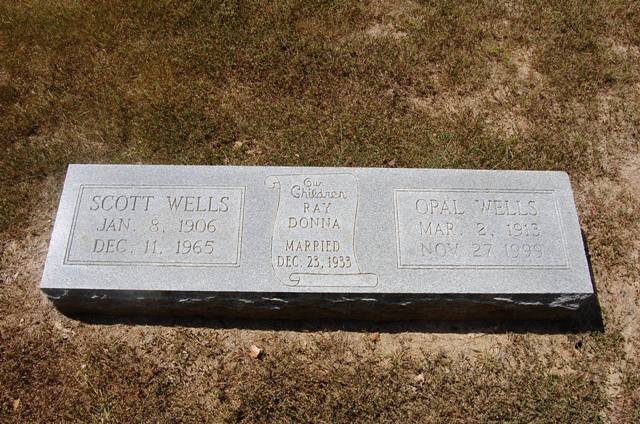 SCOTT WELLS
JAN. 8, 1906
DEC. 11, 1965
Our
Children
RAY
DONNA
MARRIED
DEC. 23, 1933
OPAL WELLS
MAR. 2, 1913
NOV. 27 1999